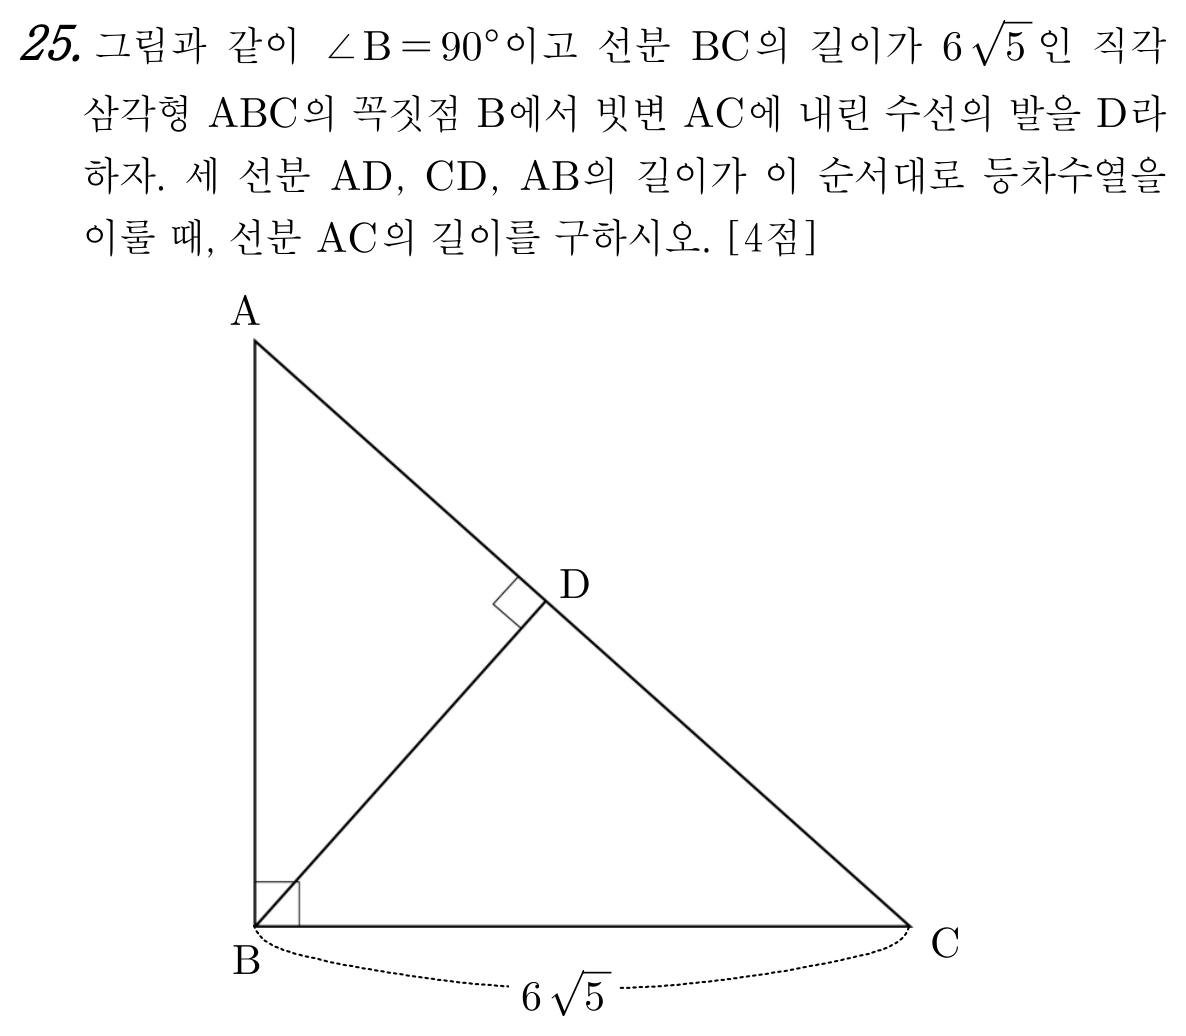 25. 그림과 같이 ∠B=90°이고 선분 BC의 길이가 6√5인 직각
삼각형 ABC의 꼭짓점 B에서 빗변 AC에 내린 수선의 발을 D라
하자. 세 선분 AD, CD, AB의 길이가 이 순서대로 등차수열을
이룰 때, 선분 AC의 길이를 구하시오. [4점]
A
D
B
C
6√5